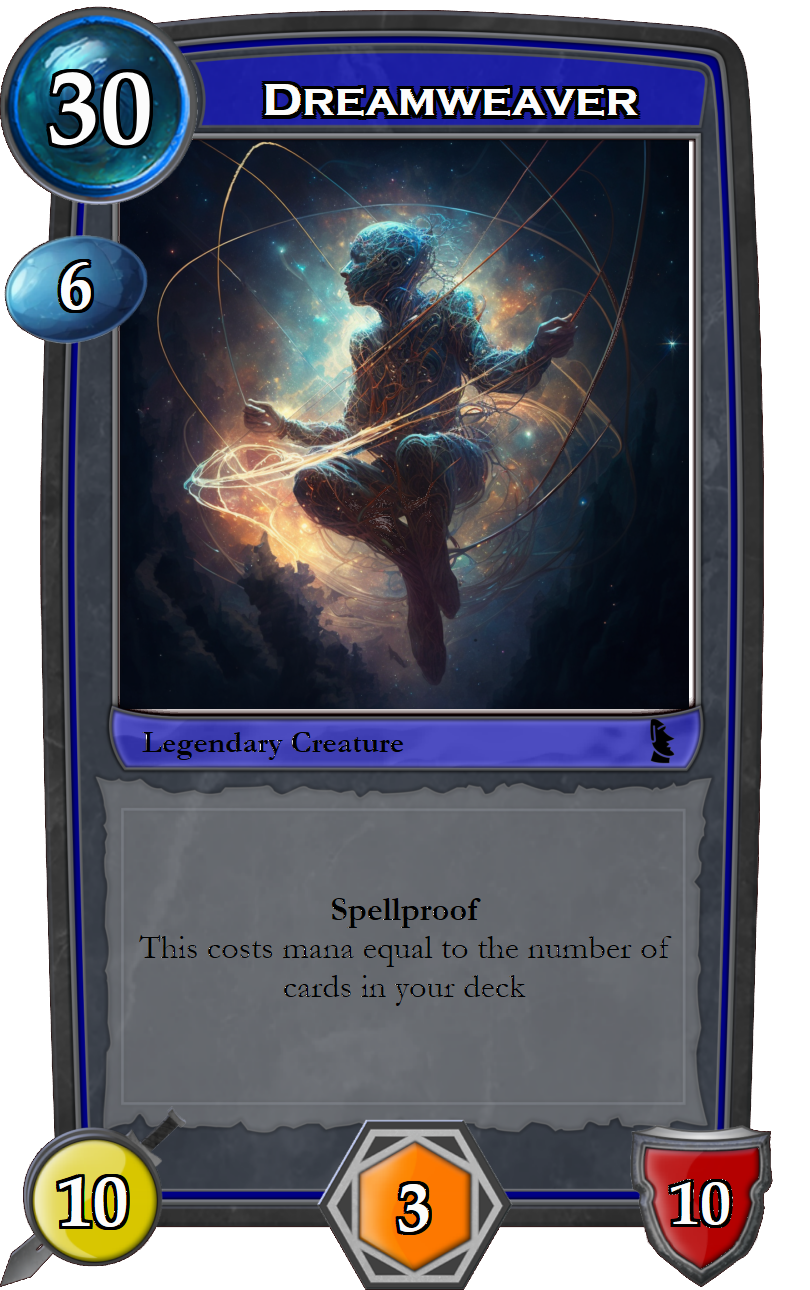 30
DREAMWEAVER
6
Legendary Creature
Spellproof
This costs mana equal to the number of
cards in your deck
10
3
10